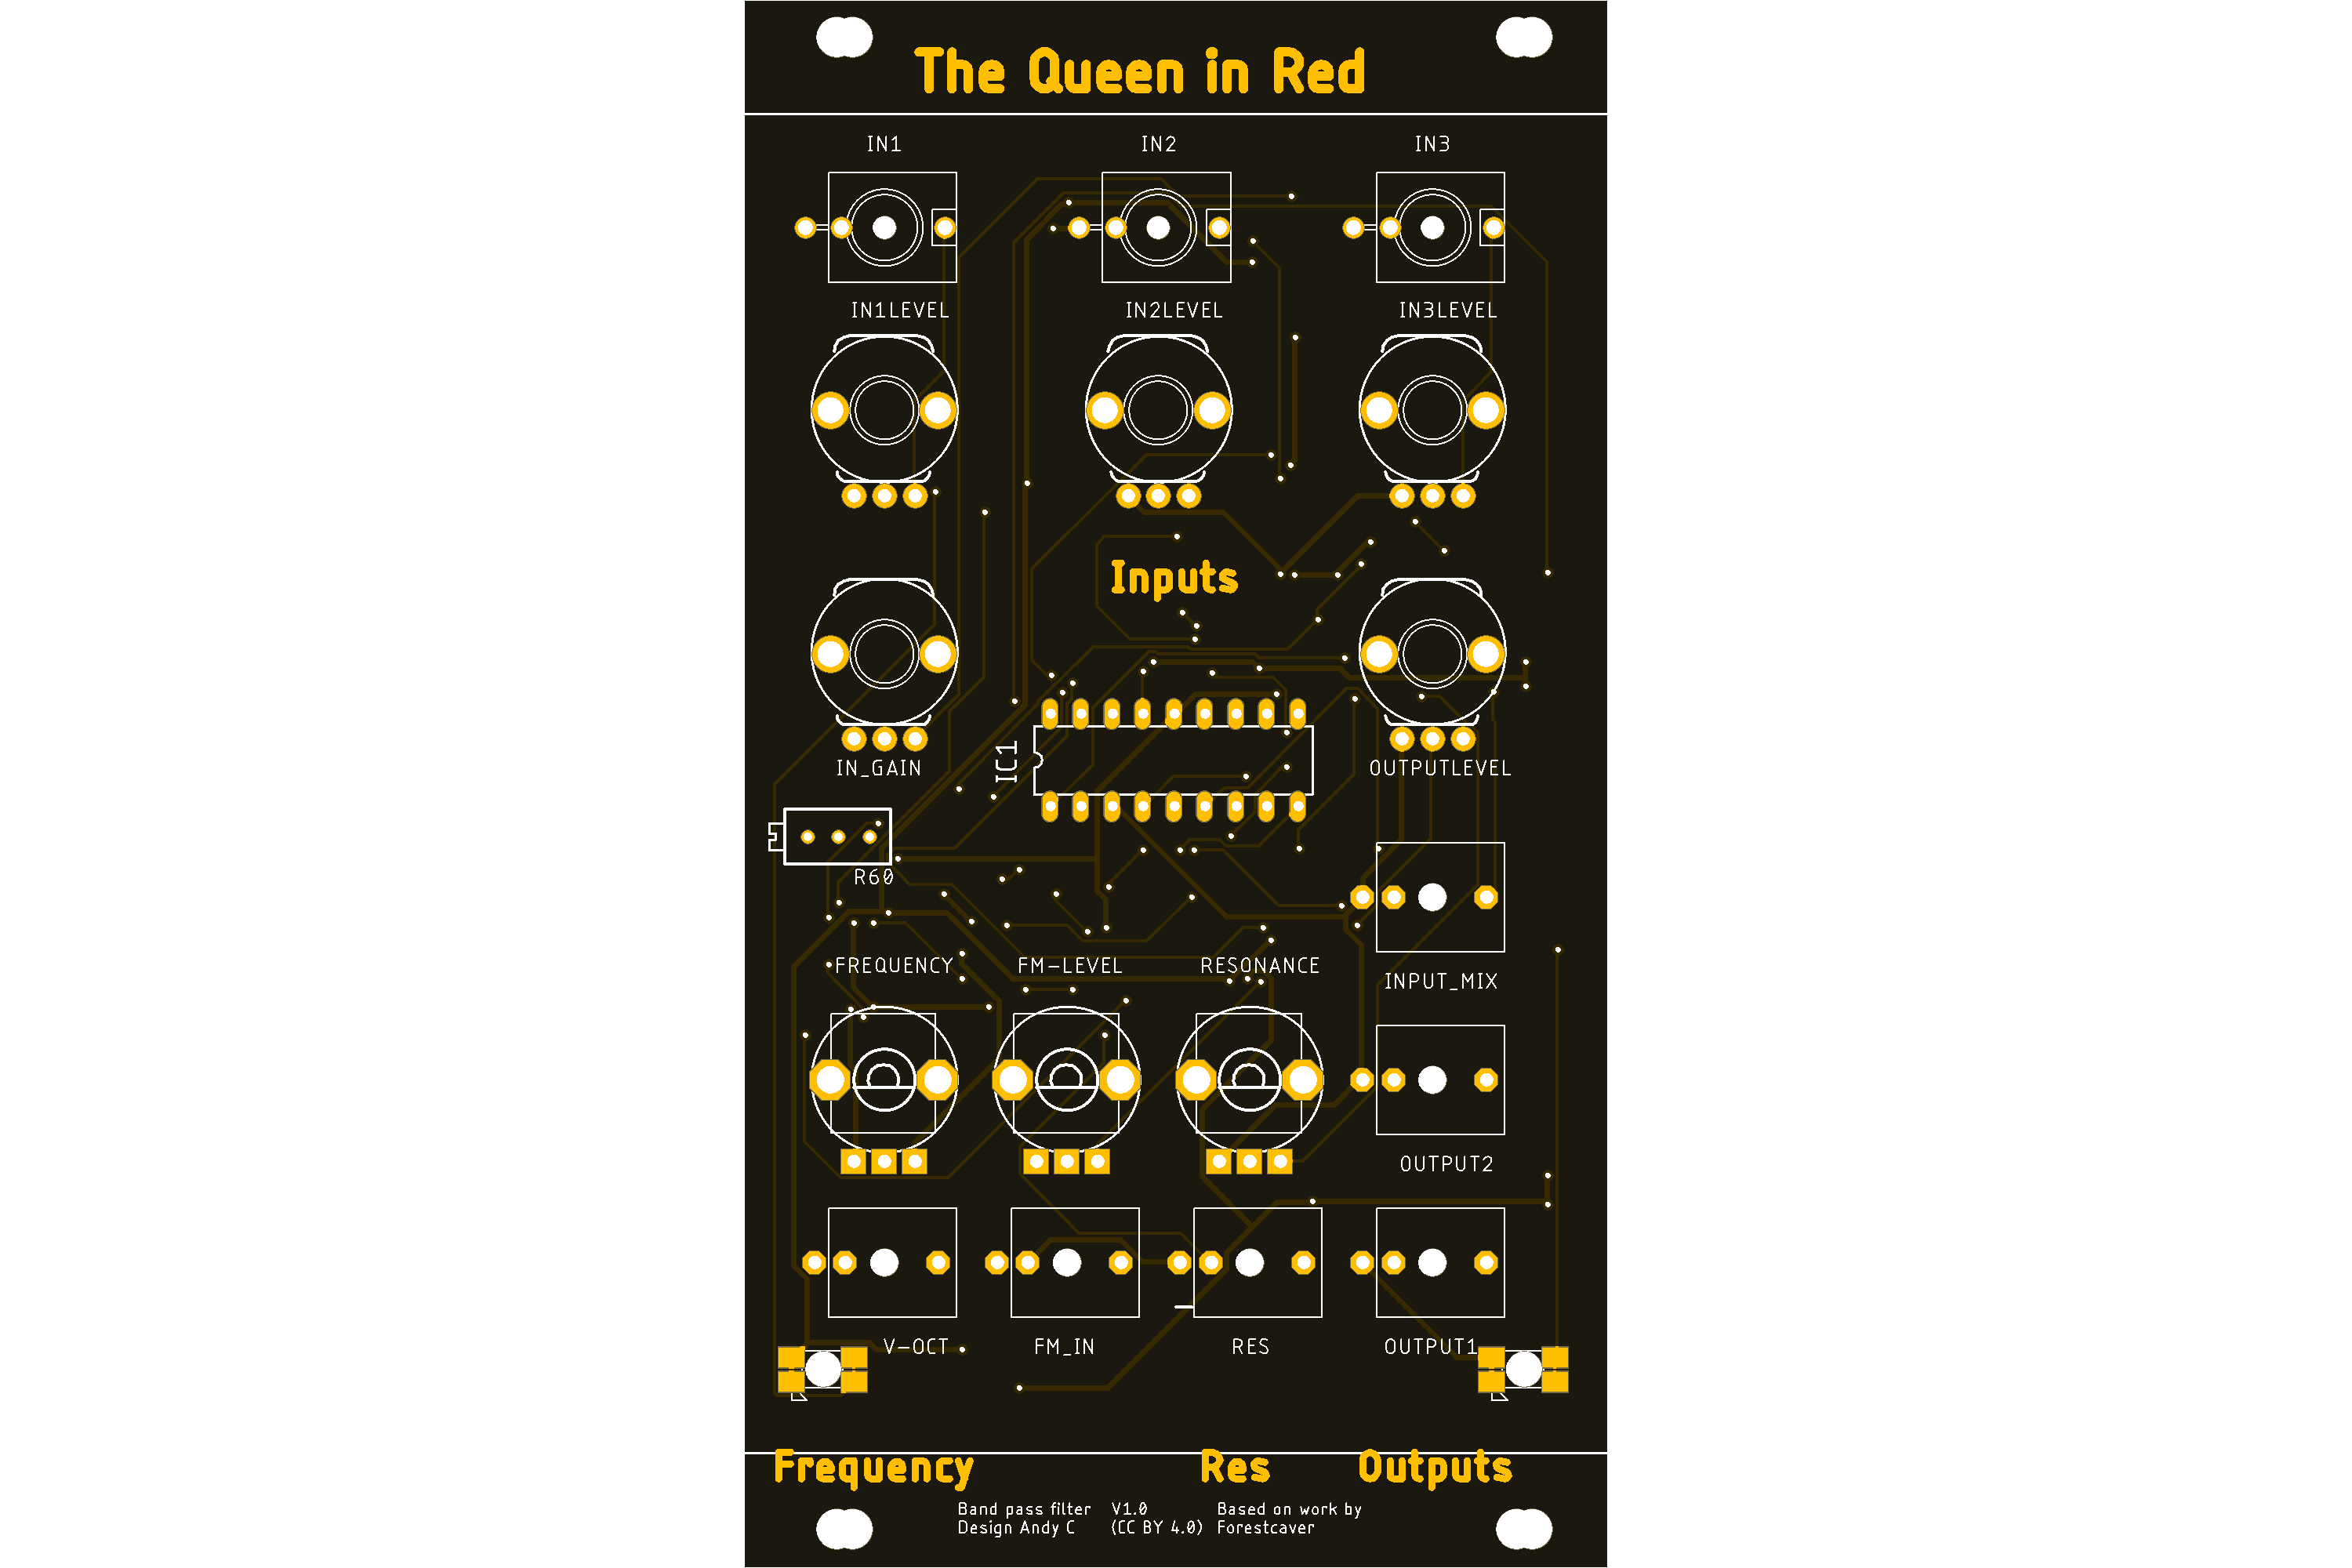 The Queen in Red
IN1 IN2 IN3
IN1LEVEL IN2LEVEL IN3LEVEL
Inputs
IC1
IN_GAIN OUTPUTLEVEL
R60
FREQUENCY FM-LEVEL RESONANCE
INPUT_MIX
OUTPUT2
V-OCT FM_IN RES OUTPUT1
Frequency Res Outputs
Band pass filter V1.0 Based on work by
Design Andy C (CC BY 4.0) Forestcaver